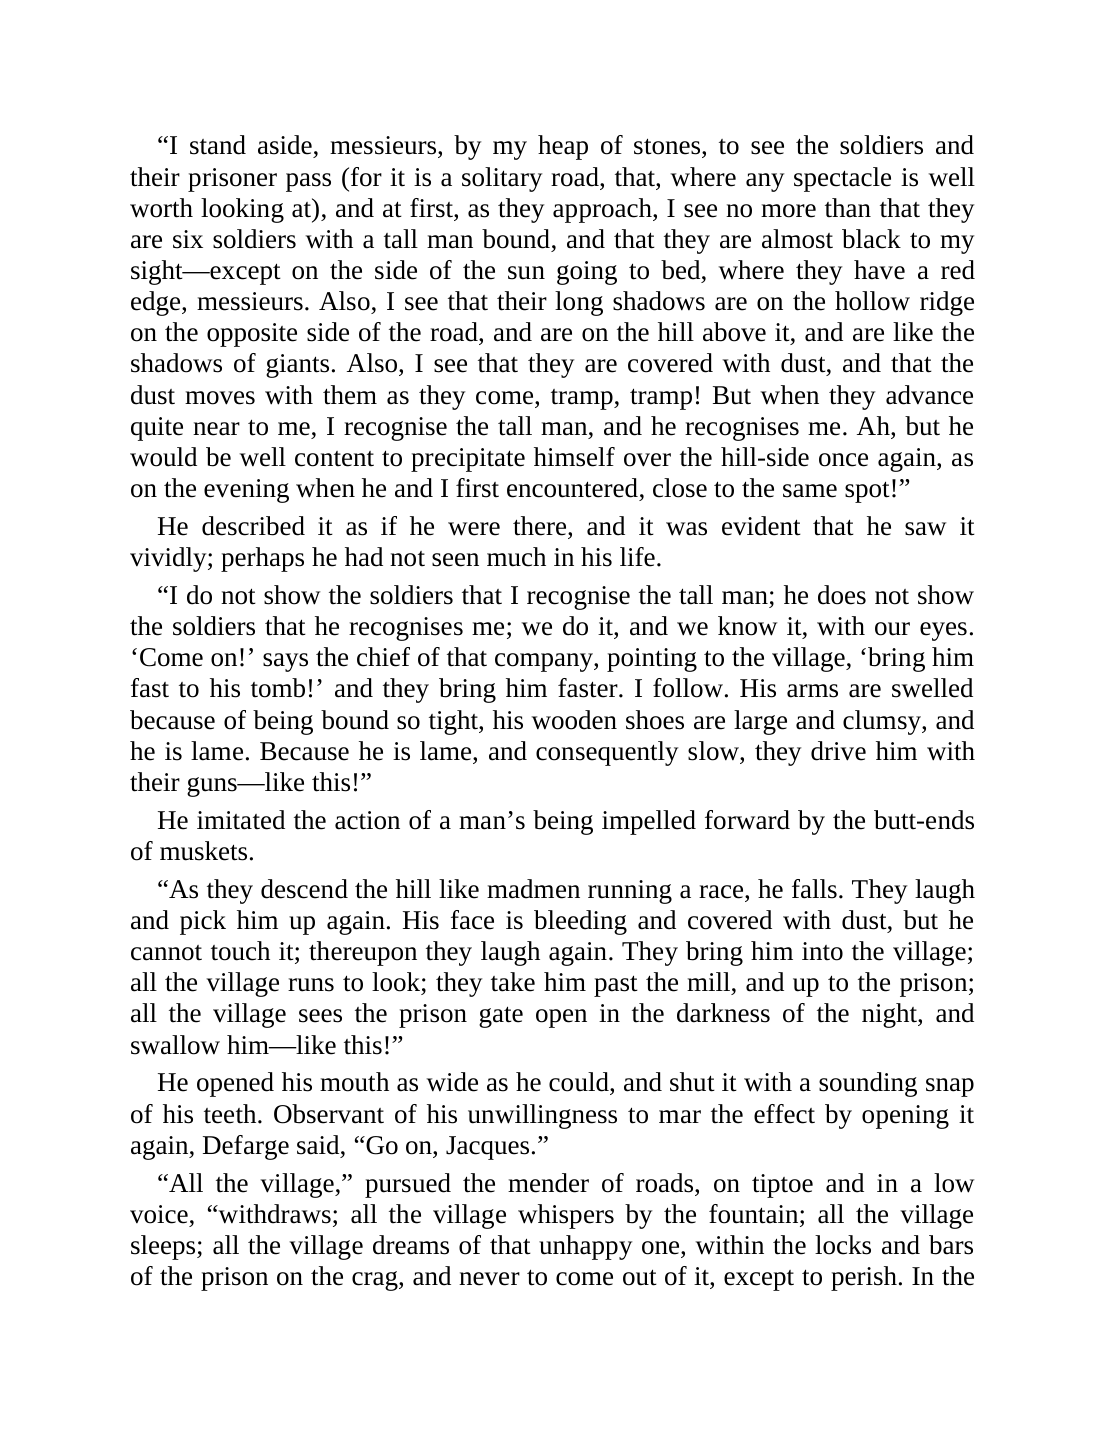 “I stand aside, messieurs, by my heap of stones, to see the soldiers and
their prisoner pass (for it is a solitary road, that, where any spectacle is well
worth looking at), and at first, as they approach, I see no more than that they
are six soldiers with a tall man bound, and that they are almost black to my
sight—except on the side of the sun going to bed, where they have a red
edge, messieurs. Also, I see that their long shadows are on the hollow ridge
on the opposite side of the road, and are on the hill above it, and are like the
shadows of giants. Also, I see that they are covered with dust, and that the
dust moves with them as they come, tramp, tramp! But when they advance
quite near to me, I recognise the tall man, and he recognises me. Ah, but he
would be well content to precipitate himself over the hill-side once again, as
on the evening when he and I first encountered, close to the same spot!”
He described it as if he were there, and it was evident that he saw it
vividly; perhaps he had not seen much in his life.
“I do not show the soldiers that I recognise the tall man; he does not show
the soldiers that he recognises me; we do it, and we know it, with our eyes.
‘Come on!’ says the chief of that company, pointing to the village, ‘bring him
fast to his tomb!’ and they bring him faster. I follow. His arms are swelled
because of being bound so tight, his wooden shoes are large and clumsy, and
he is lame. Because he is lame, and consequently slow, they drive him with
their guns—like this!”
He imitated the action of a man’s being impelled forward by the butt-ends
of muskets.
“As they descend the hill like madmen running a race, he falls. They laugh
and pick him up again. His face is bleeding and covered with dust, but he
cannot touch it; thereupon they laugh again. They bring him into the village;
all the village runs to look; they take him past the mill, and up to the prison;
all the village sees the prison gate open in the darkness of the night, and
swallow him—like this!”
He opened his mouth as wide as he could, and shut it with a sounding snap
of his teeth. Observant of his unwillingness to mar the effect by opening it
again, Defarge said, “Go on, Jacques.”
“All the village,” pursued the mender of roads, on tiptoe and in a low
voice, “withdraws; all the village whispers by the fountain; all the village
sleeps; all the village dreams of that unhappy one, within the locks and bars
of the prison on the crag, and never to come out of it, except to perish. In the